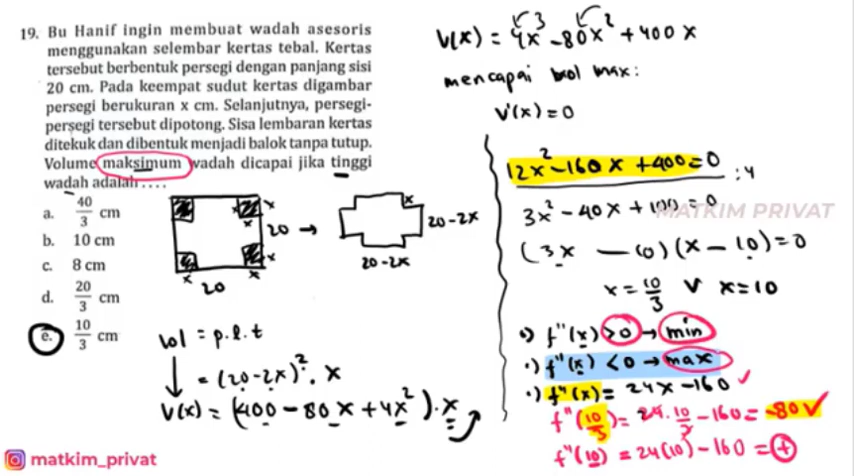 19. Bu Hanif ingin membuat wadah asesoris
menggunakan selembar kertas tebal. Kertas
tersebut berbentuk persegi dengan panjang sisi
20 cm. Pada keempat sudut kertas digambar
persegi berukuran x cm. Selanjutnya, persegi-
persegi tersebut dipotong. Sisa lembaran kertas
ditekuk dan dibentuk menjadi balok tanpa tutup.
Volume maksimum wadah dicapai jika tinggi
wadah adalah . . . .
a. 40/3 cm
b. 10 cm
c. 8 cm
d. 20/3 cm
e. 10/3 cm
x
x
x
x
x
x
20 →
20
x
20-2x
20-2x
Vol = p.l.t
= (20-2x)². x
V(x) = (400 - 80x + 4x²). x
V(x) = 4x³ - 80x² + 400x
mencapai vol max:
V'(x) = 0
12x² - 160x + 400 = 0 :4
3x² - 40x + 100 = 0
MATKIM PRIVAT
(3x - 10)(x - 10) = 0
x = 10/3 v x = 10
•) f"(x) > 0 → min
•) f"(x) < 0 → max
•) f"(x) = 24x - 160
f"(10/3) = 24. 10/3 - 160 = -80 ✓
f"(10) = 24(10) - 160 = +
matkim_privat